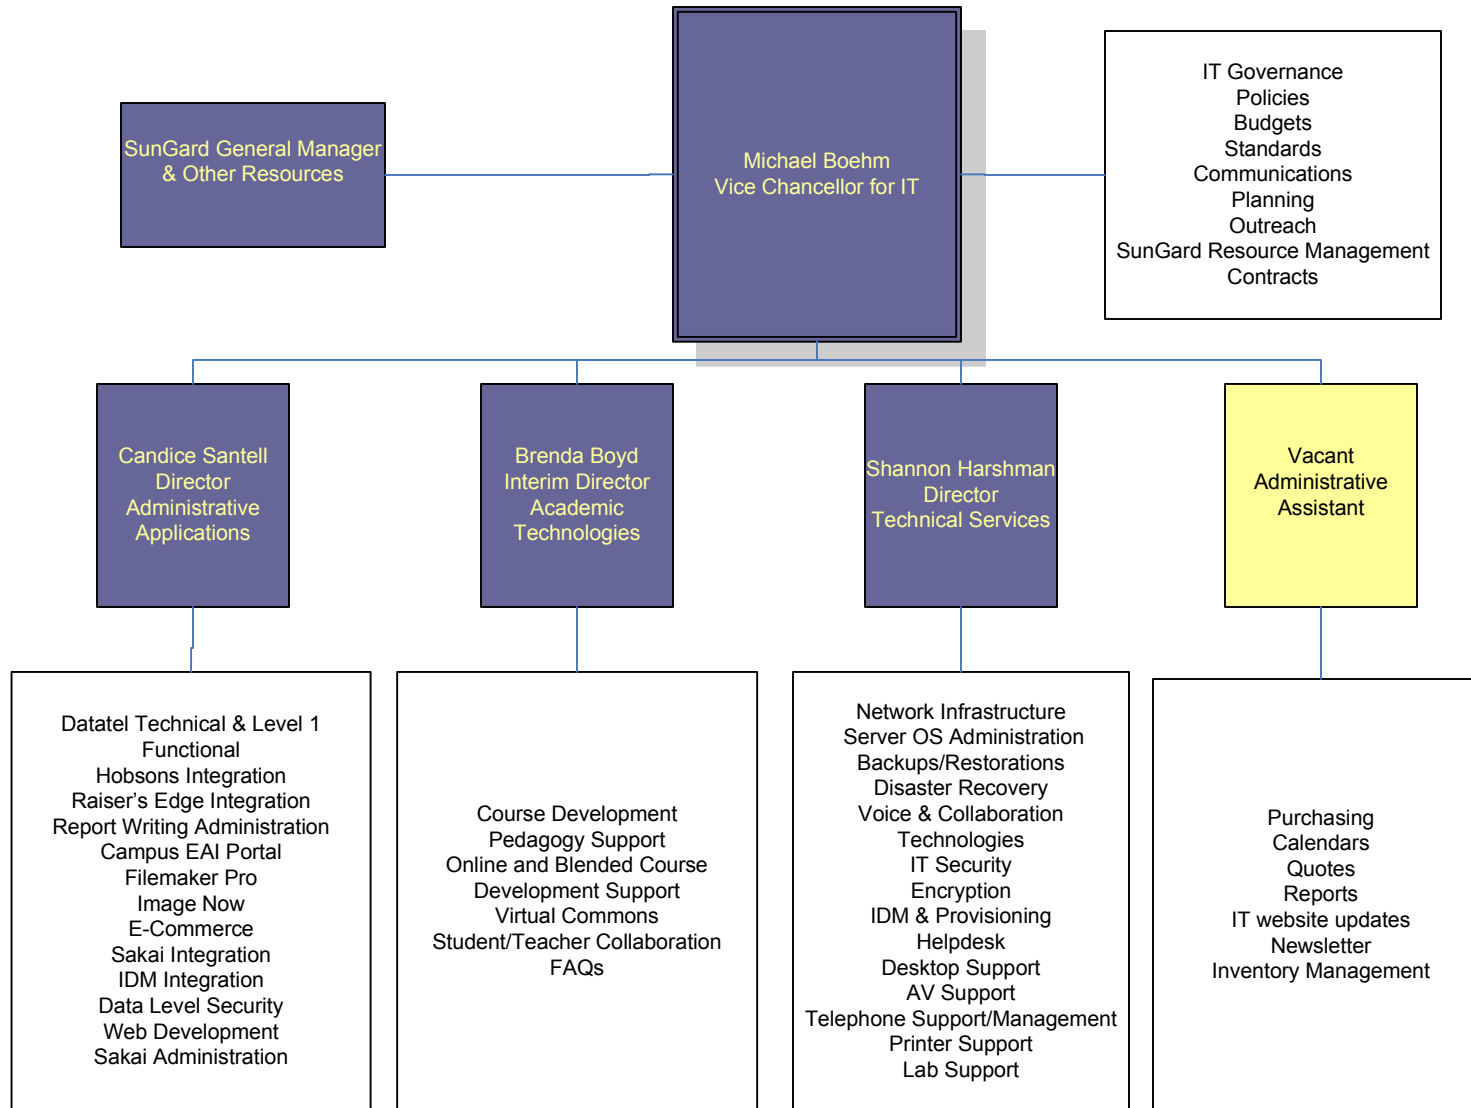 SunGard General Manager
& Other Resources
Michael Boehm
Vice Chancellor for IT
IT Governance
Policies
Budgets
Standards
Communications
Planning
Outreach
SunGard Resource Management
Contracts
Candice Santell
Director
Administrative
Applications
Brenda Boyd
Interim Director
Academic
Technologies
Shannon Harshman
Director
Technical Services
Vacant
Administrative
Assistant
Datatel Technical & Level 1
Functional
Hobsons Integration
Raiser’s Edge Integration
Report Writing Administration
Campus EAI Portal
Filemaker Pro
Image Now
E-Commerce
Sakai Integration
IDM Integration
Data Level Security
Web Development
Sakai Administration
Course Development
Pedagogy Support
Online and Blended Course
Development Support
Virtual Commons
Student/Teacher Collaboration
FAQs
Network Infrastructure
Server OS Administration
Backups/Restorations
Disaster Recovery
Voice & Collaboration
Technologies
IT Security
Encryption
IDM & Provisioning
Helpdesk
Desktop Support
AV Support
Telephone Support/Management
Printer Support
Lab Support
Purchasing
Calendars
Quotes
Reports
IT website updates
Newsletter
Inventory Management